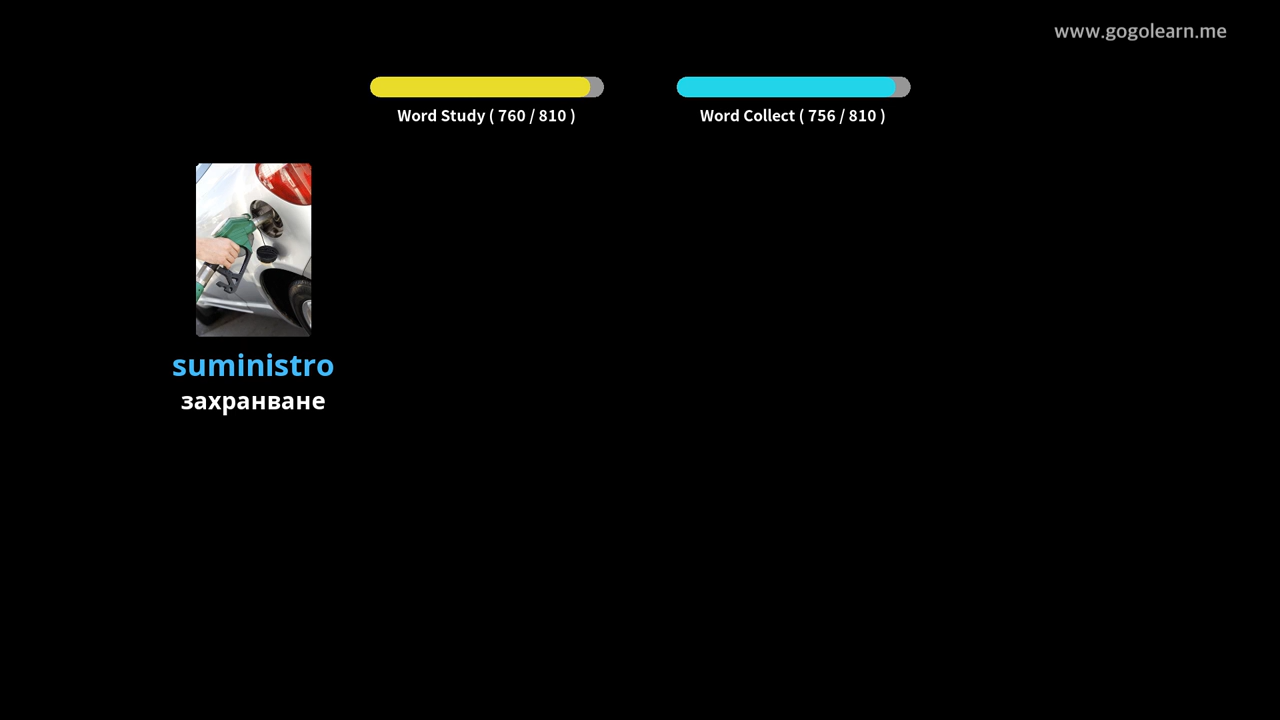 www.gogolearn.me
Word Study ( 760 / 810 )
Word Collect ( 756 / 810 )
suministro
захранване